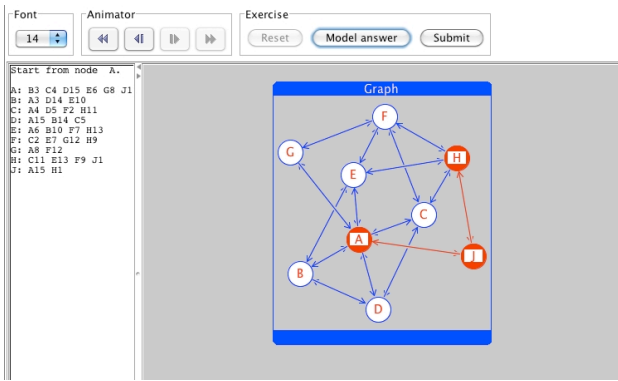 Font
Animator
Exercise
14
Reset
Model answer
Submit
Start from node A.
A: B3 C4 D15 E6 G8 J1
B: A3 D14 E10
C: A4 D5 F2 H11
D: A15 B14 C5
E: A6 B10 F7 H13
F: C2 E7 G12 H9
G: A8 F12
H: C11 E13 F9 J1
J: A15 H1
Graph
F
G
H
E
C
A
J
B
D